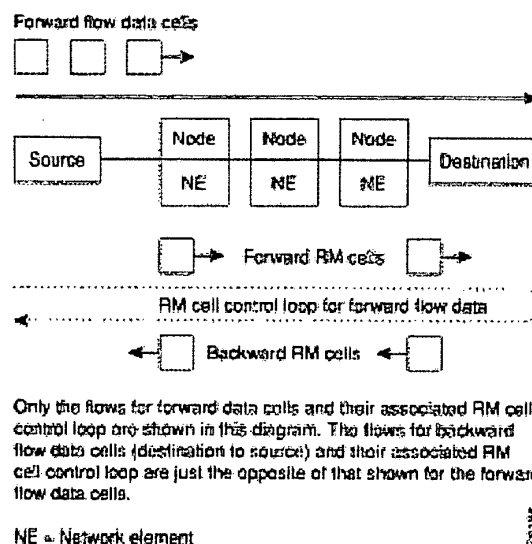 Forward flow data cells
Node Node Node
Source Destination
NE NE NE
Forward RM cells
RM cell control loop for forward flow data
Backward RM cells
Only the flows for forward data cells and their associated RM cell
control loop are shown in this diagram. The flows for backward
flow data cells (destination to source) and their associated RM
cell control loop are just the opposite of that shown for the forward
flow data cells.
NE = Network element